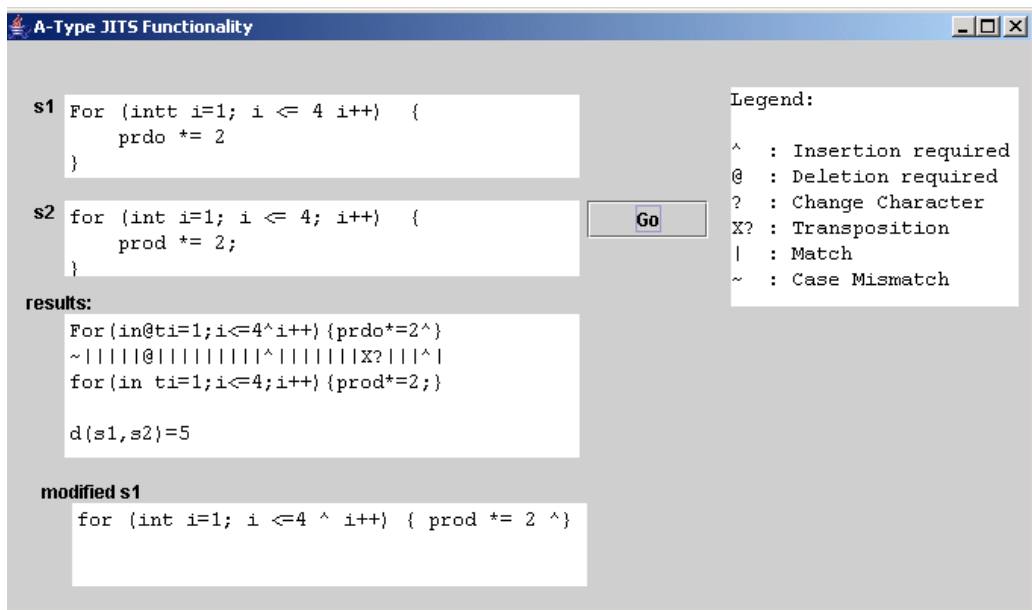 A-Type JITS Functionality
s1
For (intt i=1; i <= 4 i++)  {
     prdo *= 2
}
s2
for (int i=1; i <= 4; i++)  {
     prod *= 2;
}
Go
Legend:
^  : Insertion required
@  : Deletion required
?  : Change Character
X? : Transposition
|  : Match
~  : Case Mismatch
results:
For(in@ti=1;i<=4^i++){prdo*=2^}
~|||||@|||||||||^|||||||X?|||^|
for(in ti=1;i<=4;i++){prod*=2;}
d(s1,s2)=5
modified s1
for (int i=1; i <=4 ^ i++) { prod *= 2 ^}